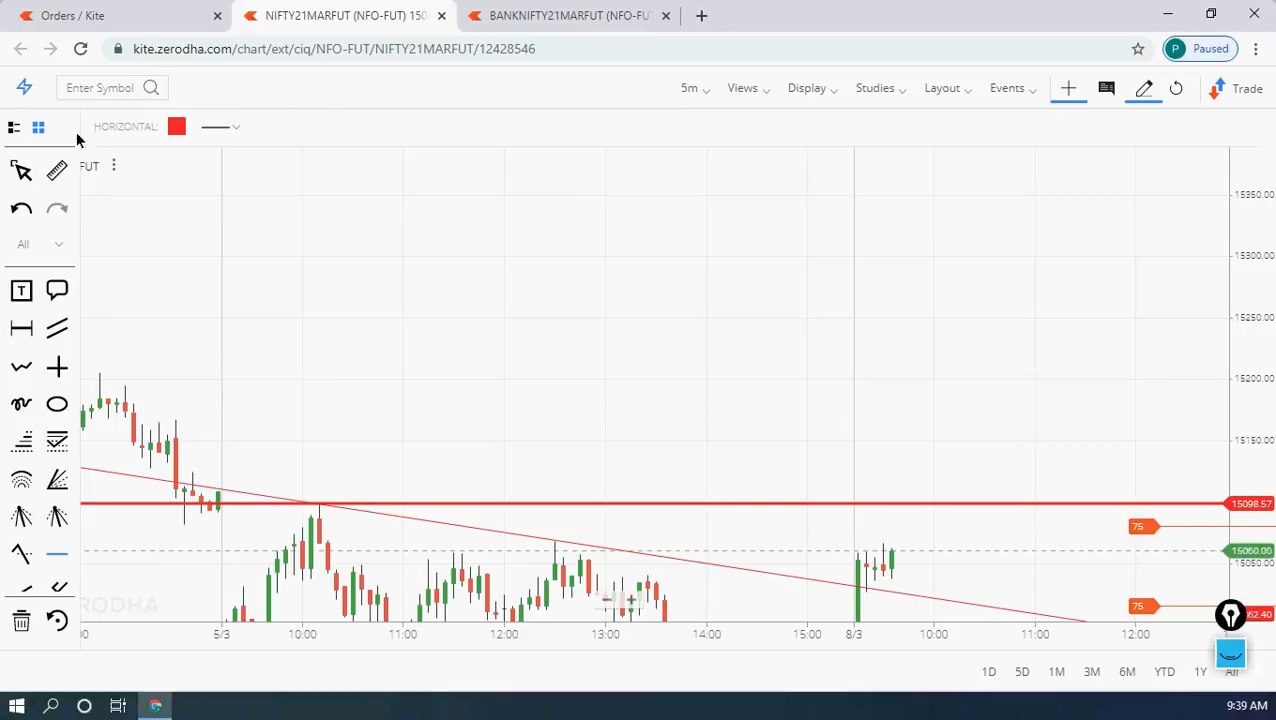 Orders / Kite
NIFTY21MARFUT (NFO-FUT) 150
BANKNIFTY21MARFUT (NFO-FU
kite.zerodha.com/chart/ext/ciq/NFO-FUT/NIFTY21MARFUT/12428546
P Paused
Enter Symbol
5m
Views
Display
Studies
Layout
Events
Trade
HORIZONTAL:
FUT
All
T
15350.00
15300.00
15250.00
15200.00
15150.00
15098.57
75
15060.00
15050.00
75
62.40
ERODHA
00
5/3
10:00
11:00
12:00
13:00
14:00
15:00
8/3
10:00
11:00
12:00
1D
5D
1M
3M
6M
YTD
1Y
All
9:39 AM